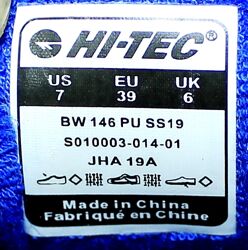 HI-TEC
US EU UK
7 39 6
BW 146 PU SS19
S010003-014-01
JHA 19A
Made in China
Fabriqué en Chine